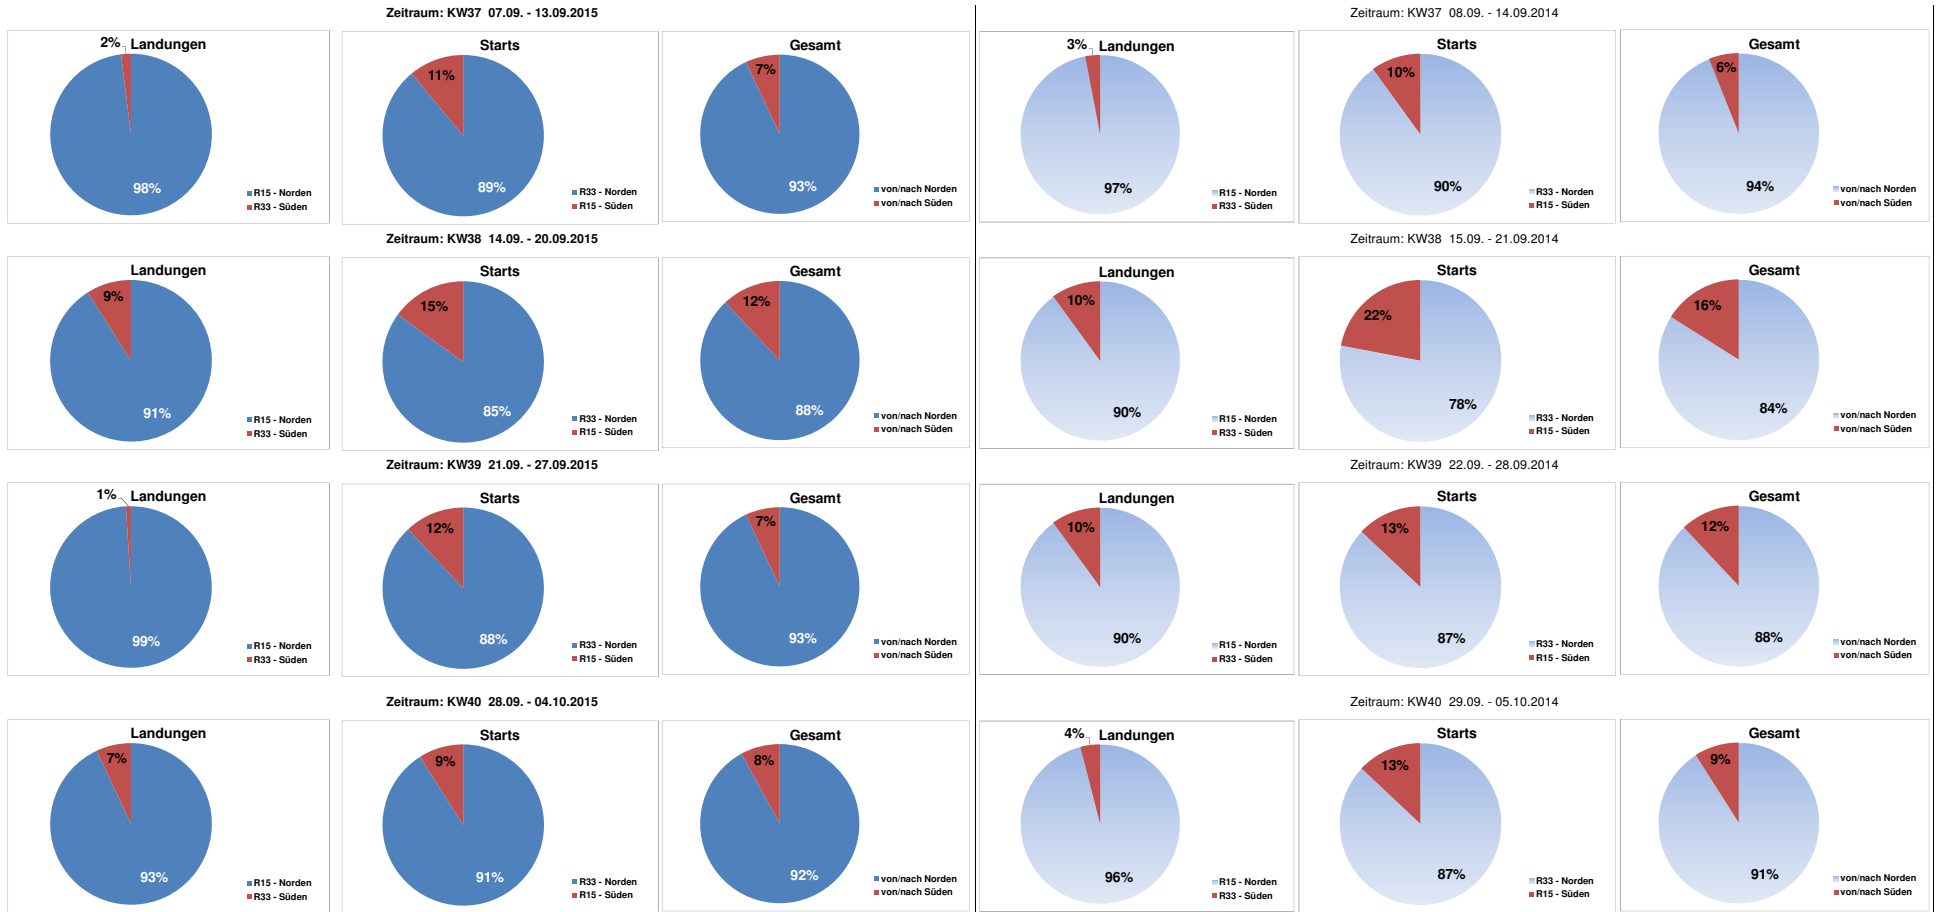 Zeitraum: KW37  07.09. - 13.09.2015
Landungen
2%
98%
R15 - Norden
R33 - Süden
Starts
11%
89%
R33 - Norden
R15 - Süden
Gesamt
7%
93%
von/nach Norden
von/nach Süden
Zeitraum: KW37  08.09. - 14.09.2014
Landungen
3%
97%
R15 - Norden
R33 - Süden
Starts
10%
90%
R33 - Norden
R15 - Süden
Gesamt
6%
94%
von/nach Norden
von/nach Süden
Zeitraum: KW38  14.09. - 20.09.2015
Landungen
9%
91%
R15 - Norden
R33 - Süden
Starts
15%
85%
R33 - Norden
R15 - Süden
Gesamt
12%
88%
von/nach Norden
von/nach Süden
Zeitraum: KW38  15.09. - 21.09.2014
Landungen
10%
90%
R15 - Norden
R33 - Süden
Starts
22%
78%
R33 - Norden
R15 - Süden
Gesamt
16%
84%
von/nach Norden
von/nach Süden
Zeitraum: KW39  21.09. - 27.09.2015
Landungen
1%
99%
R15 - Norden
R33 - Süden
Starts
12%
88%
R33 - Norden
R15 - Süden
Gesamt
7%
93%
von/nach Norden
von/nach Süden
Zeitraum: KW39  22.09. - 28.09.2014
Landungen
10%
90%
R15 - Norden
R33 - Süden
Starts
13%
87%
R33 - Norden
R15 - Süden
Gesamt
12%
88%
von/nach Norden
von/nach Süden
Zeitraum: KW40  28.09. - 04.10.2015
Landungen
7%
93%
R15 - Norden
R33 - Süden
Starts
9%
91%
R33 - Norden
R15 - Süden
Gesamt
8%
92%
von/nach Norden
von/nach Süden
Zeitraum: KW40  29.09. - 05.10.2014
Landungen
4%
96%
R15 - Norden
R33 - Süden
Starts
13%
87%
R33 - Norden
R15 - Süden
Gesamt
9%
91%
von/nach Norden
von/nach Süden